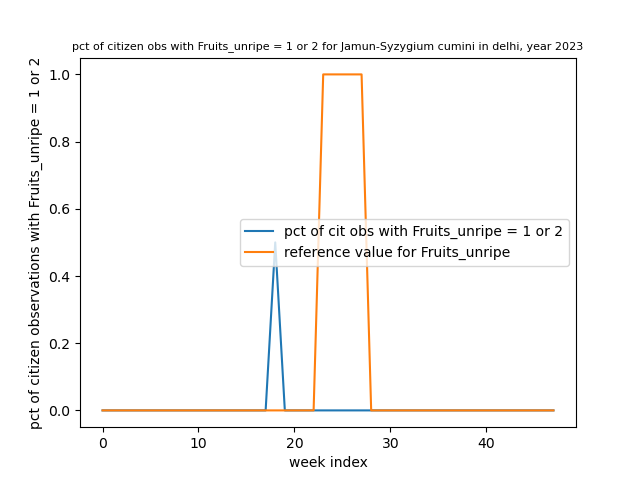 pct of citizen obs with Fruits_unripe = 1 or 2 for Jamun-Syzygium cumini in delhi, year 2023
pct of citizen observations with Fruits_unripe = 1 or 2
1.0
0.8
0.6
0.4
0.2
0.0
pct of cit obs with Fruits_unripe = 1 or 2
reference value for Fruits_unripe
0 10 20 30 40
week index